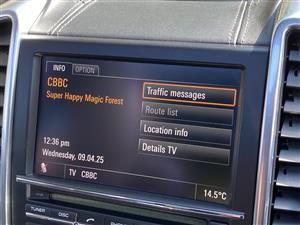 INFO
OPTION
CBBC
Super Happy Magic Forest
Traffic messages
Route list
Location info
Details TV
12:36 pm
Wednesday, 09.04.25
TV CBBC
14.5°C
TUNER
DISC